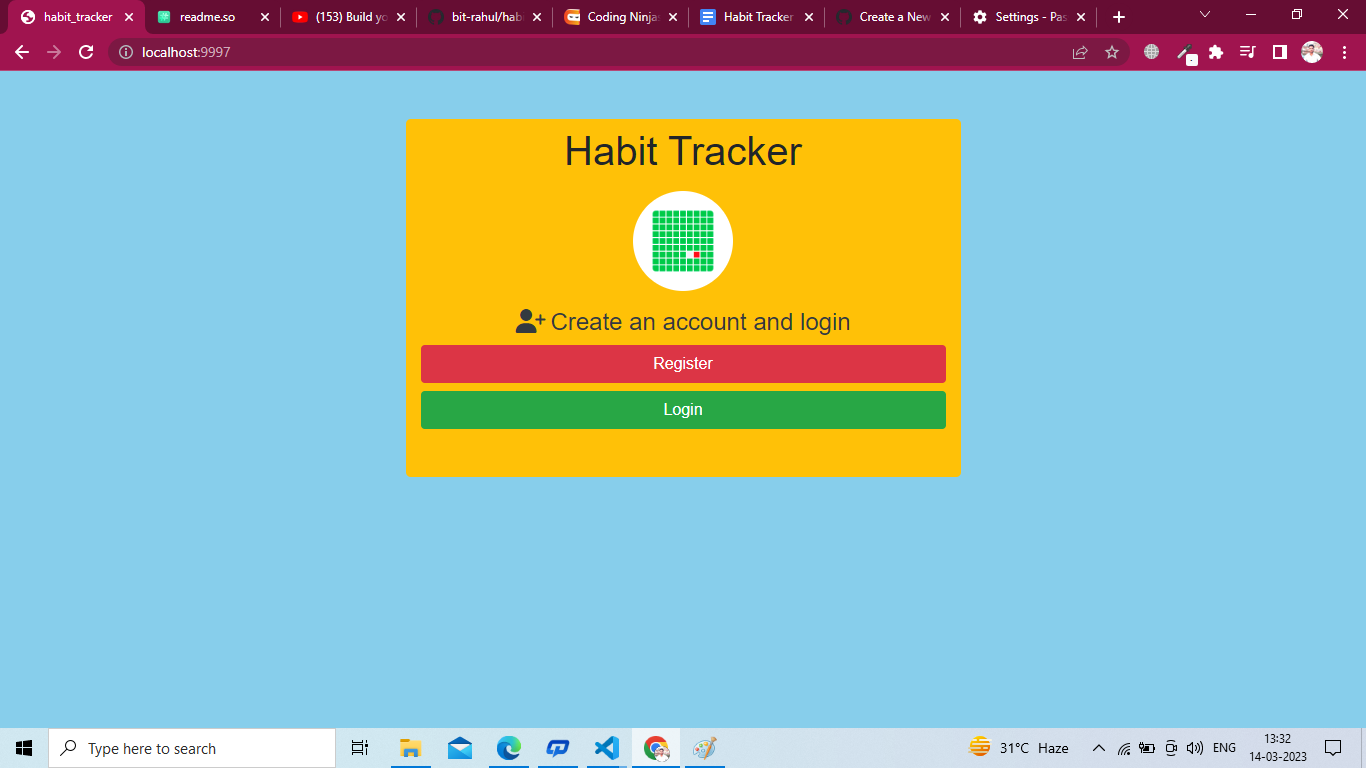 habit_tracker
readme.so
(153) Build yo
bit-rahul/hab
Coding Ninja
Habit Tracker
Create a New
Settings - Pas
localhost:9997
Habit Tracker
Create an account and login
Register
Login
Type here to search
31°C Haze
ENG
13:32
14-03-2023